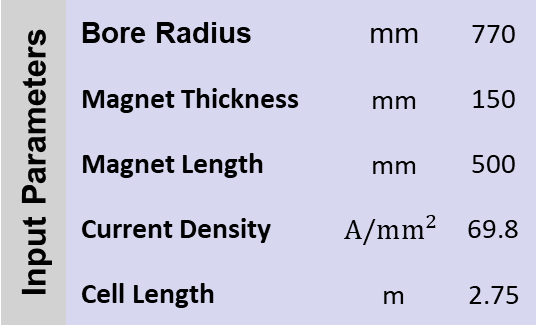 Input Parameters
Bore Radius mm 770
Magnet Thickness mm 150
Magnet Length mm 500
Current Density A/mm² 69.8
Cell Length m 2.75